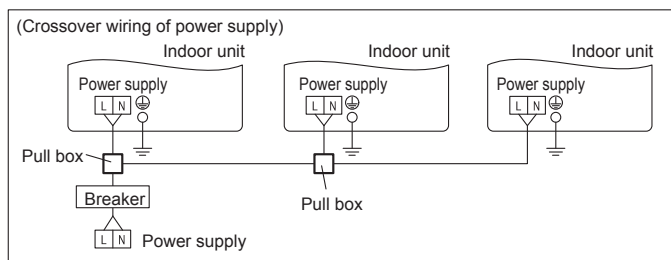 (Crossover wiring of power supply)
Indoor unit
Indoor unit
Indoor unit
Power supply
Power supply
Power supply
L N
L N
L N
Pull box
Pull box
Breaker
L N
Power supply